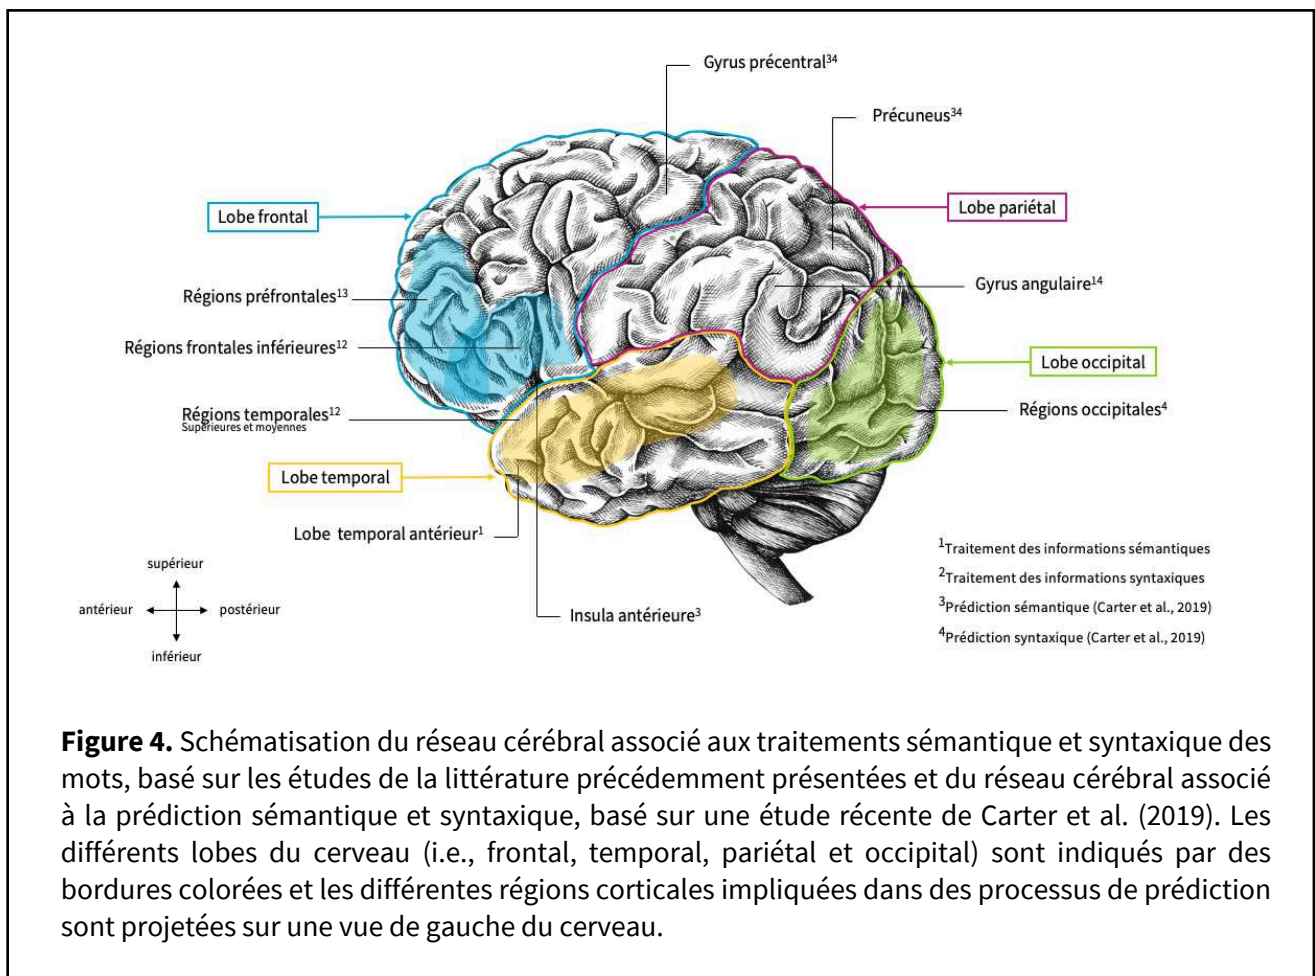 Gyrus précentral³⁴
Précuneus³⁴
Lobe frontal
Lobe pariétal
Régions préfrontales¹³
Gyrus angulaire¹⁴
Régions frontales inférieures¹²
Lobe occipital
Régions temporales¹²
Supérieures et moyennes
Régions occipitales⁴
Lobe temporal
Lobe temporal antérieur¹
Insula antérieure³
supérieur
antérieur
postérieur
inférieur
¹Traitement des informations sémantiques
²Traitement des informations syntaxiques
³Prédiction sémantique (Carter et al., 2019)
⁴Prédiction syntaxique (Carter et al., 2019)
Figure 4. Schématisation du réseau cérébral associé aux traitements sémantique et syntaxique des
mots, basé sur les études de la littérature précédemment présentées et du réseau cérébral associé
à la prédiction sémantique et syntaxique, basé sur une étude récente de Carter et al. (2019). Les
différents lobes du cerveau (i.e., frontal, temporal, pariétal et occipital) sont indiqués par des
bordures colorées et les différentes régions corticales impliquées dans des processus de prédiction
sont projetées sur une vue de gauche du cerveau.